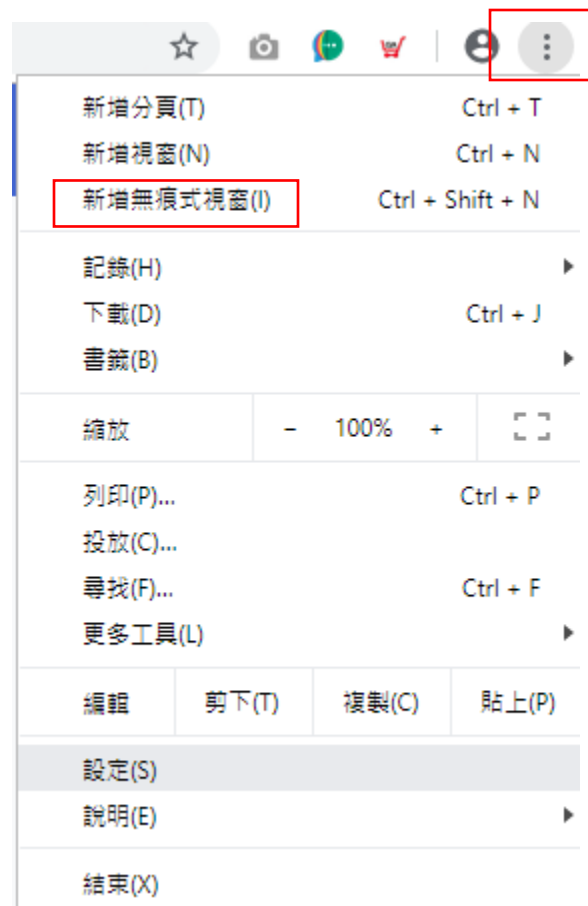 新增分頁(T) Ctrl + T
新增視窗(N) Ctrl + N
新增無痕式視窗(I) Ctrl + Shift + N
記錄(H)
下載(D) Ctrl + J
書籤(B)
縮放 - 100% +
列印(P)... Ctrl + P
投放(C)...
尋找(F)... Ctrl + F
更多工具(L)
編輯 剪下(T) 複製(C) 貼上(P)
設定(S)
說明(E)
結束(X)